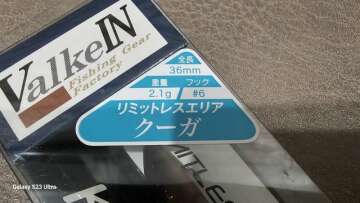 ValkeIN
Fishing Gear
Factory
全長
36mm
重量 フック
2.1g #6
リミットレスエリア
クーガ
Galaxy S23 Ultra